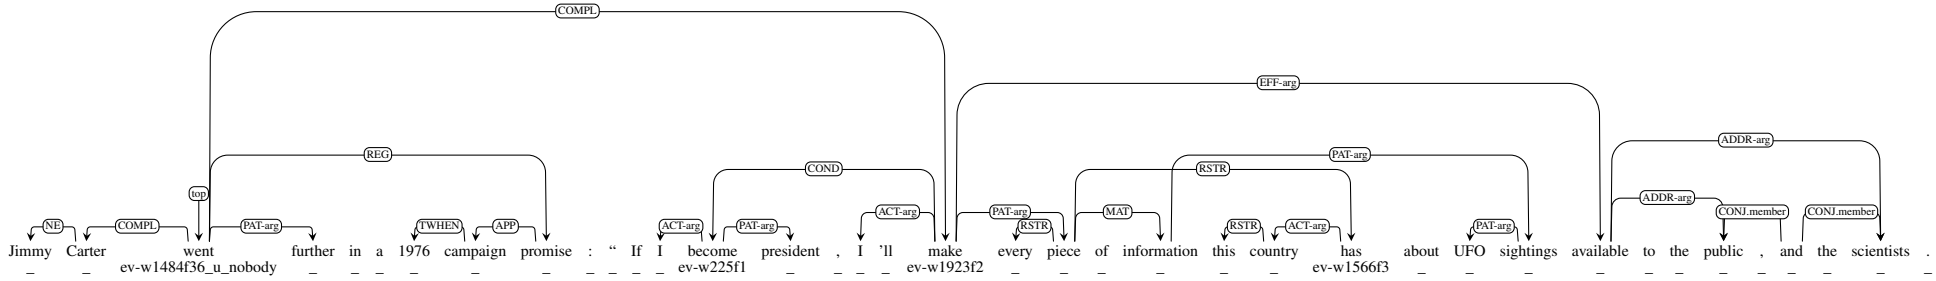 COMPL
EFF-arg
ADDR-arg
REG PAT-arg
COND RSTR
top ADDR-arg
ACT-arg PAT-arg MAT CONJ.member CONJ.member
NE COMPL PAT-arg TWHEN APP ACT-arg PAT-arg RSTR RSTR ACT-arg PAT-arg
Jimmy Carter went further in a 1976 campaign promise : “ If I become president , I 'll make every piece of information this country has about UFO sightings available to the public , and the scientists .
_ _ ev-w1484f36_u_nobody _ _ _ _ _ _ _ _ _ _ ev-w225f1 _ _ _ _ ev-w1923f2 _ _ _ _ _ _ ev-w1566f3 _ _ _ _ _ _ _ _ _ _ _ _